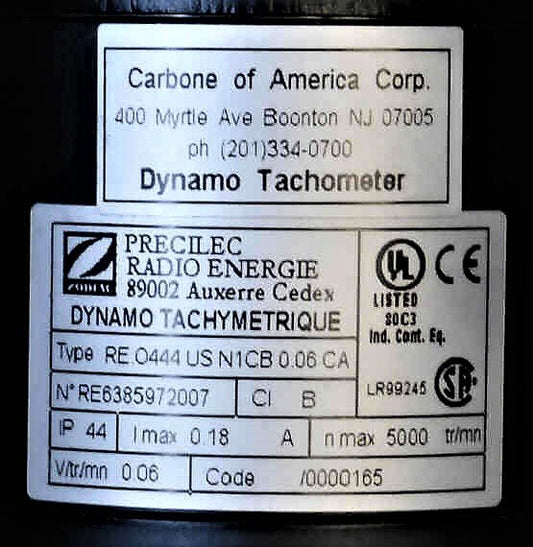 Carbone of America Corp.
400 Myrtle Ave Boonton NJ 07005
ph (201)334-0700
Dynamo Tachometer
ZODIAC
PRECILEC
RADIO ENERGIE
89002 Auxerre Cedex
DYNAMO TACHYMETRIQUE
UL CE
LISTED
80C3
Ind. Cont. Eq.
Type RE.0444 US N1CB 0.06 CA
N° RE6385972007 Cl B
LR99245 SA
IP 44 I max 0.18 A n max 5000 tr/mn
V/tr/mn 0.06 Code /0000165